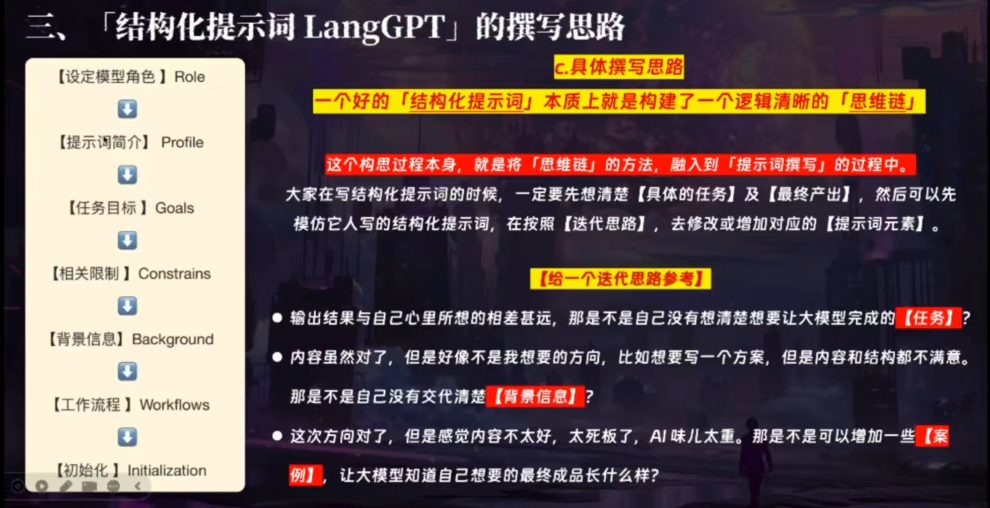 三、「结构化提示词 LangGPT」的撰写思路
【设定模型角色 】Role
【提示词简介】 Profile
【任务目标 】Goals
【相关限制 】Constrains
【背景信息】Background
【工作流程 】Workflows
【初始化 】Initialization
c.具体撰写思路
一个好的「结构化提示词」本质上就是构建了一个逻辑清晰的「思维链」
这个构思过程本身，就是将「思维链」的方法，融入到「提示词撰写」的过程中。
大家在写结构化提示词的时候，一定要先想清楚【具体的任务】及【最终产出】，然后可以先
模仿它人写的结构化提示词，在按照【迭代思路】，去修改或增加对应的【提示词元素】。
【给一个迭代思路参考】
● 输出结果与自己心里所想的相差甚远，那是不是自己没有想清楚想要让大模型完成的【任务】？
● 内容虽然对了，但是好像不是我想要的方向，比如想要写一个方案，但是内容和结构都不满意。
那是不是自己没有交代清楚【背景信息】？
● 这次方向对了，但是感觉内容不太好，太死板了，AI 味儿太重。那是不是可以增加一些【案
例】，让大模型知道自己想要的最终成品长什么样？